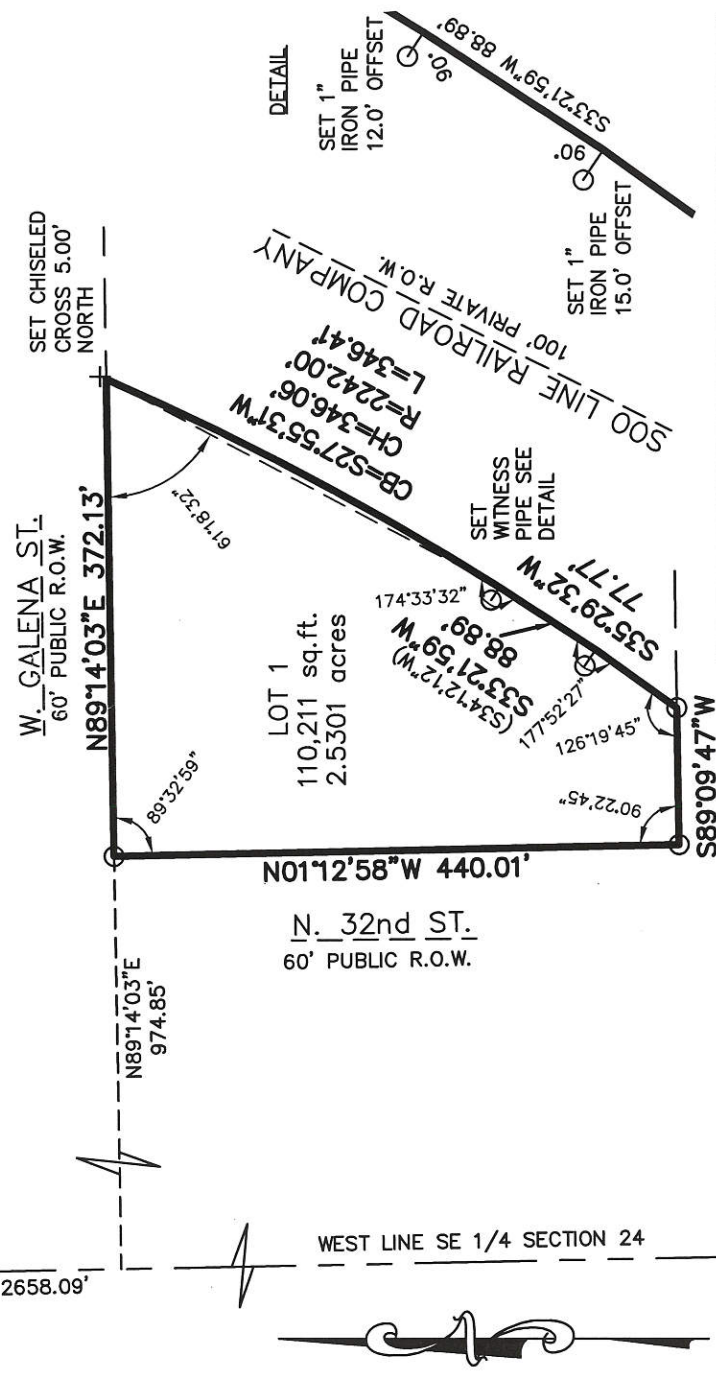 DETAIL
SET 1"
IRON PIPE
12.0' OFFSET
90°
S33°21'59"W 88.89'
90°
SET 1"
IRON PIPE
15.0' OFFSET
SET CHISELED
CROSS 5.00'
NORTH
SOO LINE RAILROAD COMPANY
100' PRIVATE R.O.W.
W. GALENA ST.
60' PUBLIC R.O.W.
N89°14'03"E 372.13'
61°18'32"
CB=S27°55'31"W
CH=346.06'
R=2242.00'
L=346.41'
SET
WITNESS
PIPE SEE
DETAIL
LOT 1
110,211 sq.ft.
2.5301 acres
174°33'32"
S35°29'32"W
77.77'
88.89'
S33°21'59"W
(S34°12'12"W)
177°52'27"
126°19'45"
89°32'59"
90°22'45"
S89°09'47"W
N01°12'58"W 440.01'
N. 32nd ST.
60' PUBLIC R.O.W.
N89°14'03"E
974.85'
WEST LINE SE 1/4 SECTION 24
2658.09'